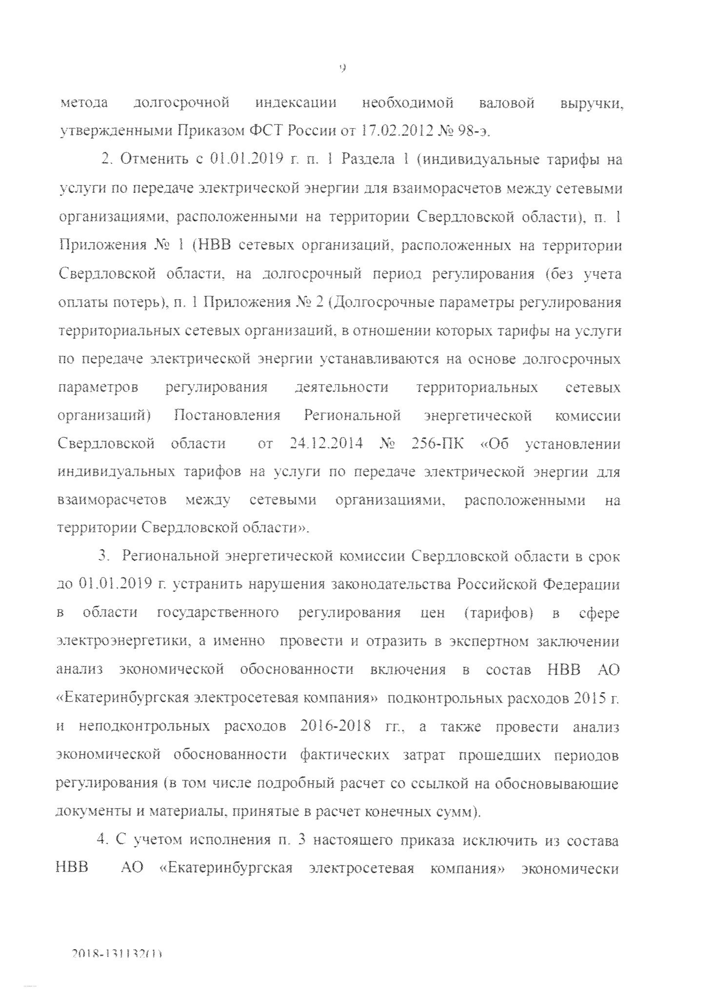 9
метода долгосрочной индексации необходимой валовой выручки,
утвержденными Приказом ФСТ России от 17.02.2012 № 98-э.
2. Отменить с 01.01.2019 г. п. 1 Раздела 1 (индивидуальные тарифы на
услуги по передаче электрической энергии для взаиморасчетов между сетевыми
организациями, расположенными на территории Свердловской области), п. 1
Приложения № 1 (НВВ сетевых организаций, расположенных на территории
Свердловской области, на долгосрочный период регулирования (без учета
оплаты потерь), п. 1 Приложения № 2 (Долгосрочные параметры регулирования
территориальных сетевых организаций, в отношении которых тарифы на услуги
по передаче электрической энергии устанавливаются на основе долгосрочных
параметров регулирования деятельности территориальных сетевых
организаций) Постановления Региональной энергетической комиссии
Свердловской области от 24.12.2014 № 256-ПК «Об установлении
индивидуальных тарифов на услуги по передаче электрической энергии для
взаиморасчетов между сетевыми организациями, расположенными на
территории Свердловской области».
3. Региональной энергетической комиссии Свердловской области в срок
до 01.01.2019 г. устранить нарушения законодательства Российской Федерации
в области государственного регулирования цен (тарифов) в сфере
электроэнергетики, а именно провести и отразить в экспертном заключении
анализ экономической обоснованности включения в состав НВВ АО
«Екатеринбургская электросетевая компания» подконтрольных расходов 2015 г.
и неподконтрольных расходов 2016-2018 гг., а также провести анализ
экономической обоснованности фактических затрат прошедших периодов
регулирования (в том числе подробный расчет со ссылкой на обосновывающие
документы и материалы, принятые в расчет конечных сумм).
4. С учетом исполнения п. 3 настоящего приказа исключить из состава
НВВ АО «Екатеринбургская электросетевая компания» экономически
2018-131132(1)